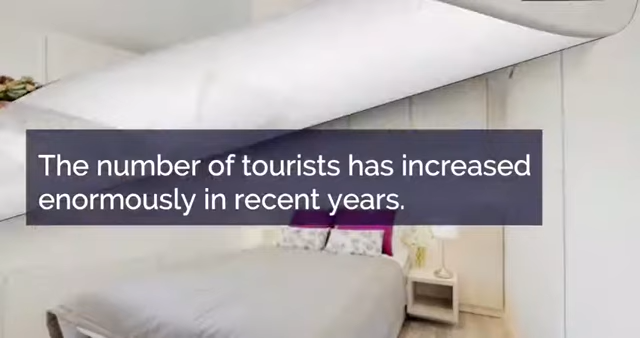 The number of tourists has increased
enormously in recent years.